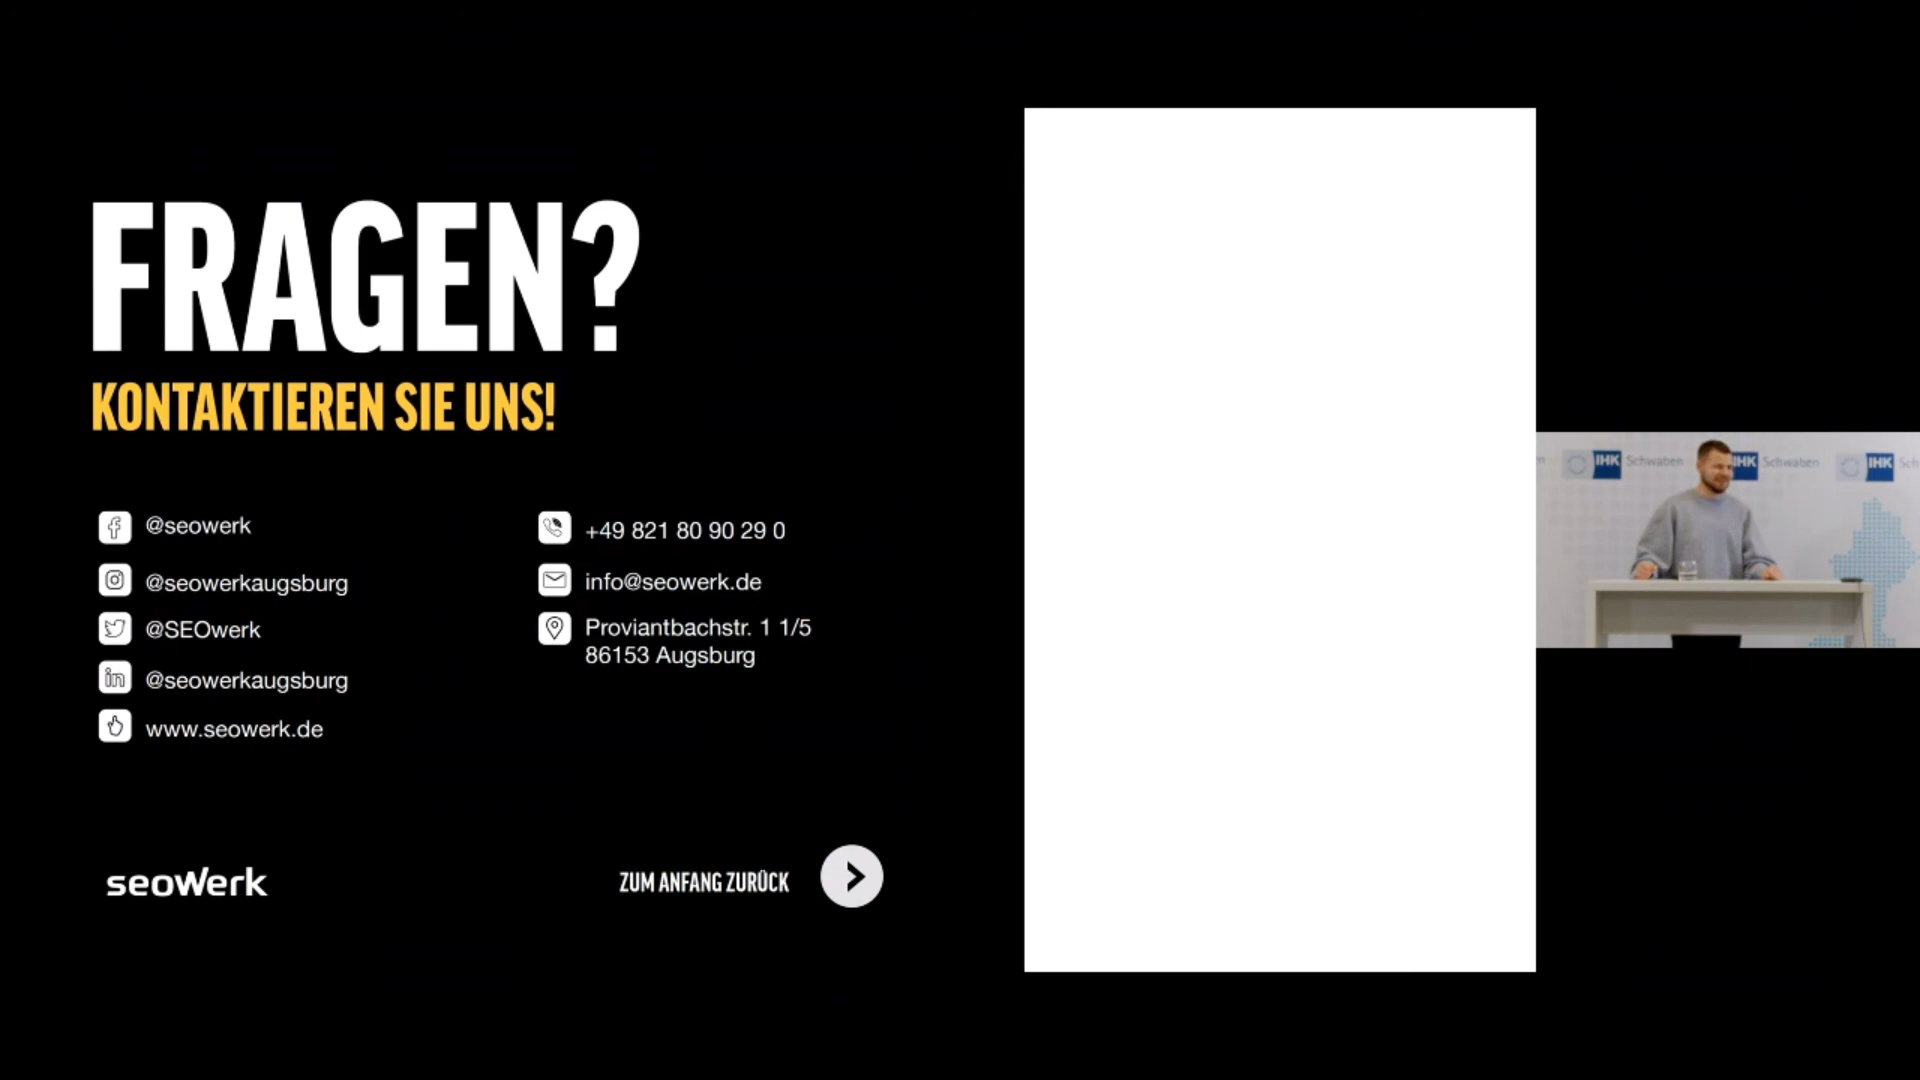 FRAGEN?
KONTAKTIEREN SIE UNS!
@seowerk
@seowerkaugsburg
@SEOwerk
@seowerkaugsburg
www.seowerk.de
+49 821 80 90 29 0
info@seowerk.de
Proviantbachstr. 1 1/5
86153 Augsburg
seoWerk
ZUM ANFANG ZURÜCK
IHK Schwaben
IHK Schwaben
IHK